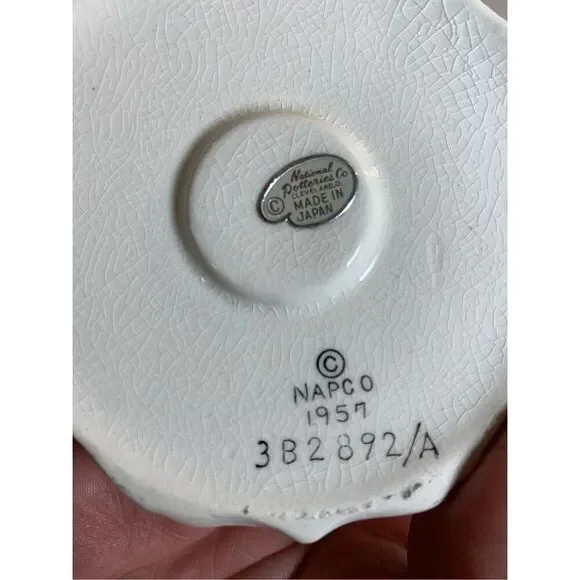 National
Potteries Co
CLEVELAND, O.
© MADE IN
JAPAN
©
NAPCO
1957
3B2892/A